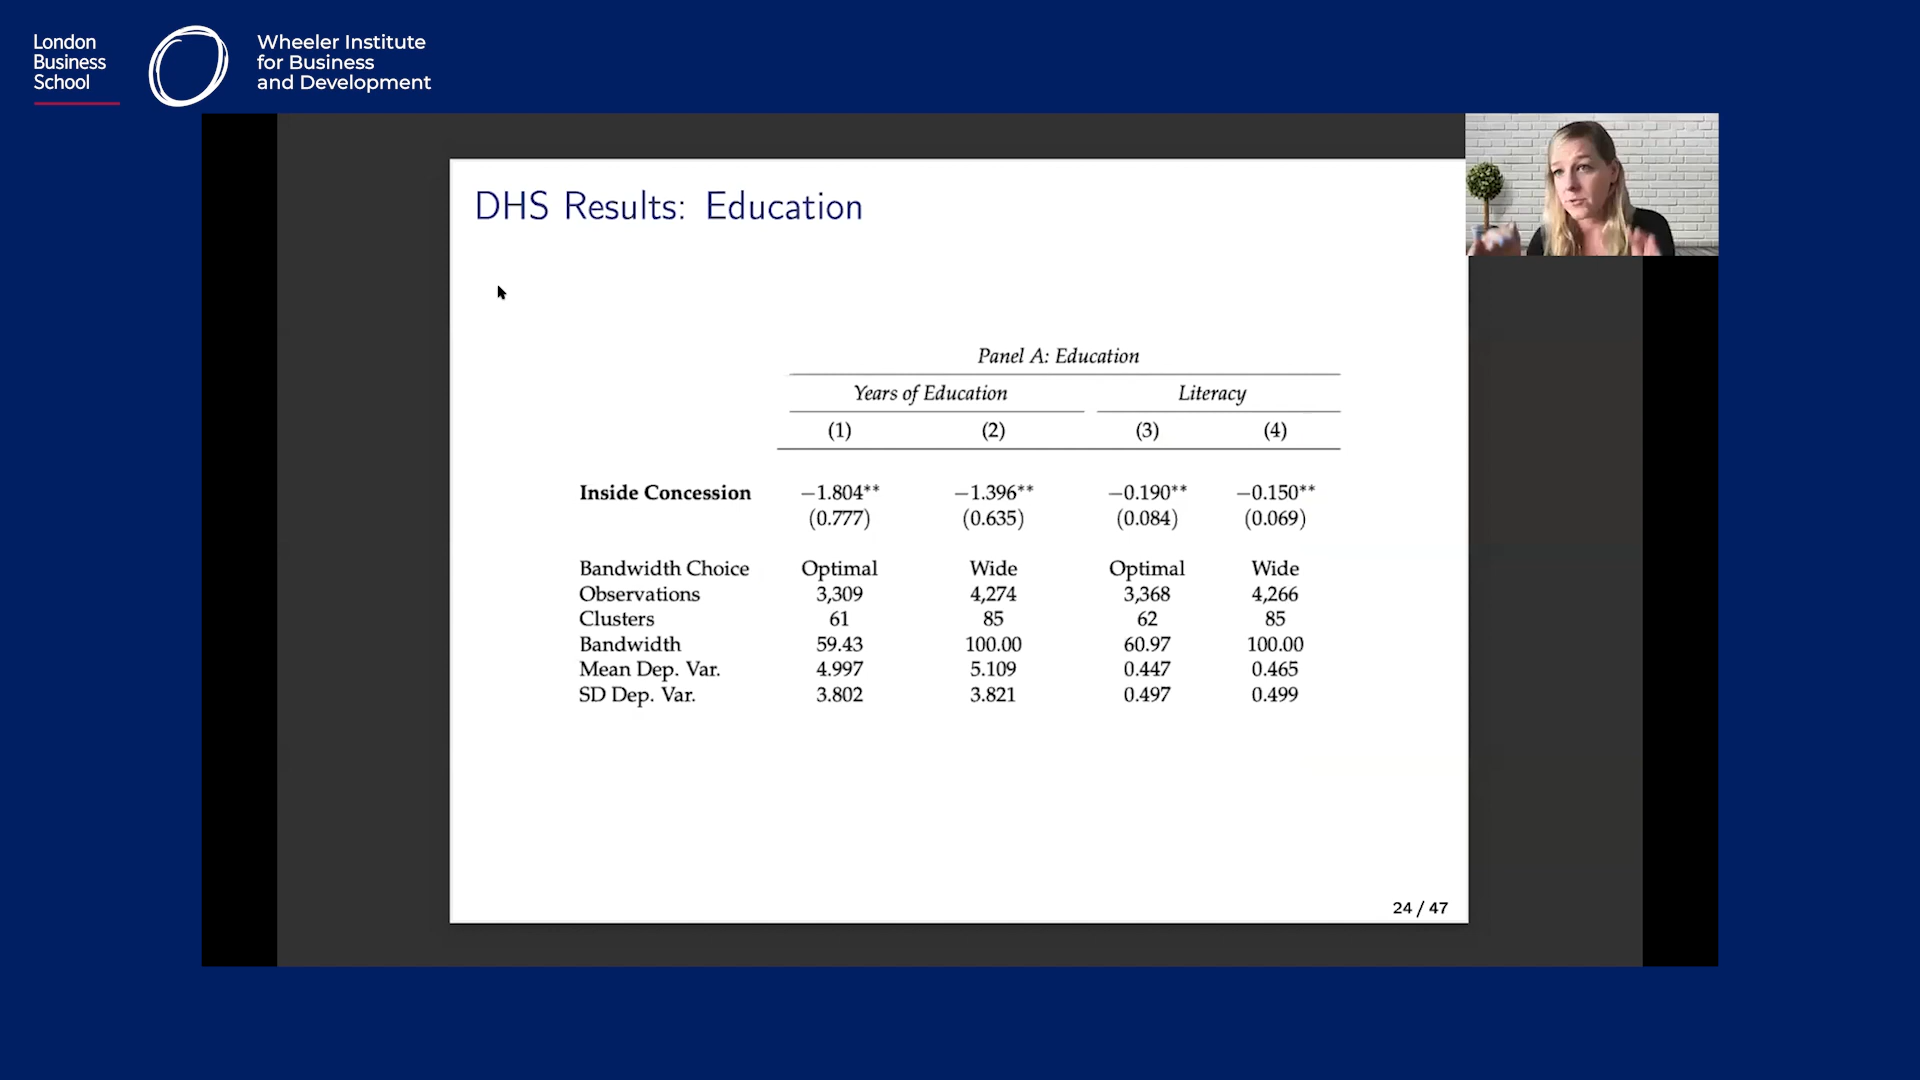 London
Business
School
Wheeler Institute
for Business
and Development
DHS Results: Education
Panel A: Education
Years of Education Literacy
(1) (2) (3) (4)
Inside Concession −1.804** −1.396** −0.190** −0.150**
(0.777) (0.635) (0.084) (0.069)
Bandwidth Choice Optimal Wide Optimal Wide
Observations 3,309 4,274 3,368 4,266
Clusters 61 85 62 85
Bandwidth 59.43 100.00 60.97 100.00
Mean Dep. Var. 4.997 5.109 0.447 0.465
SD Dep. Var. 3.802 3.821 0.497 0.499
24 / 47